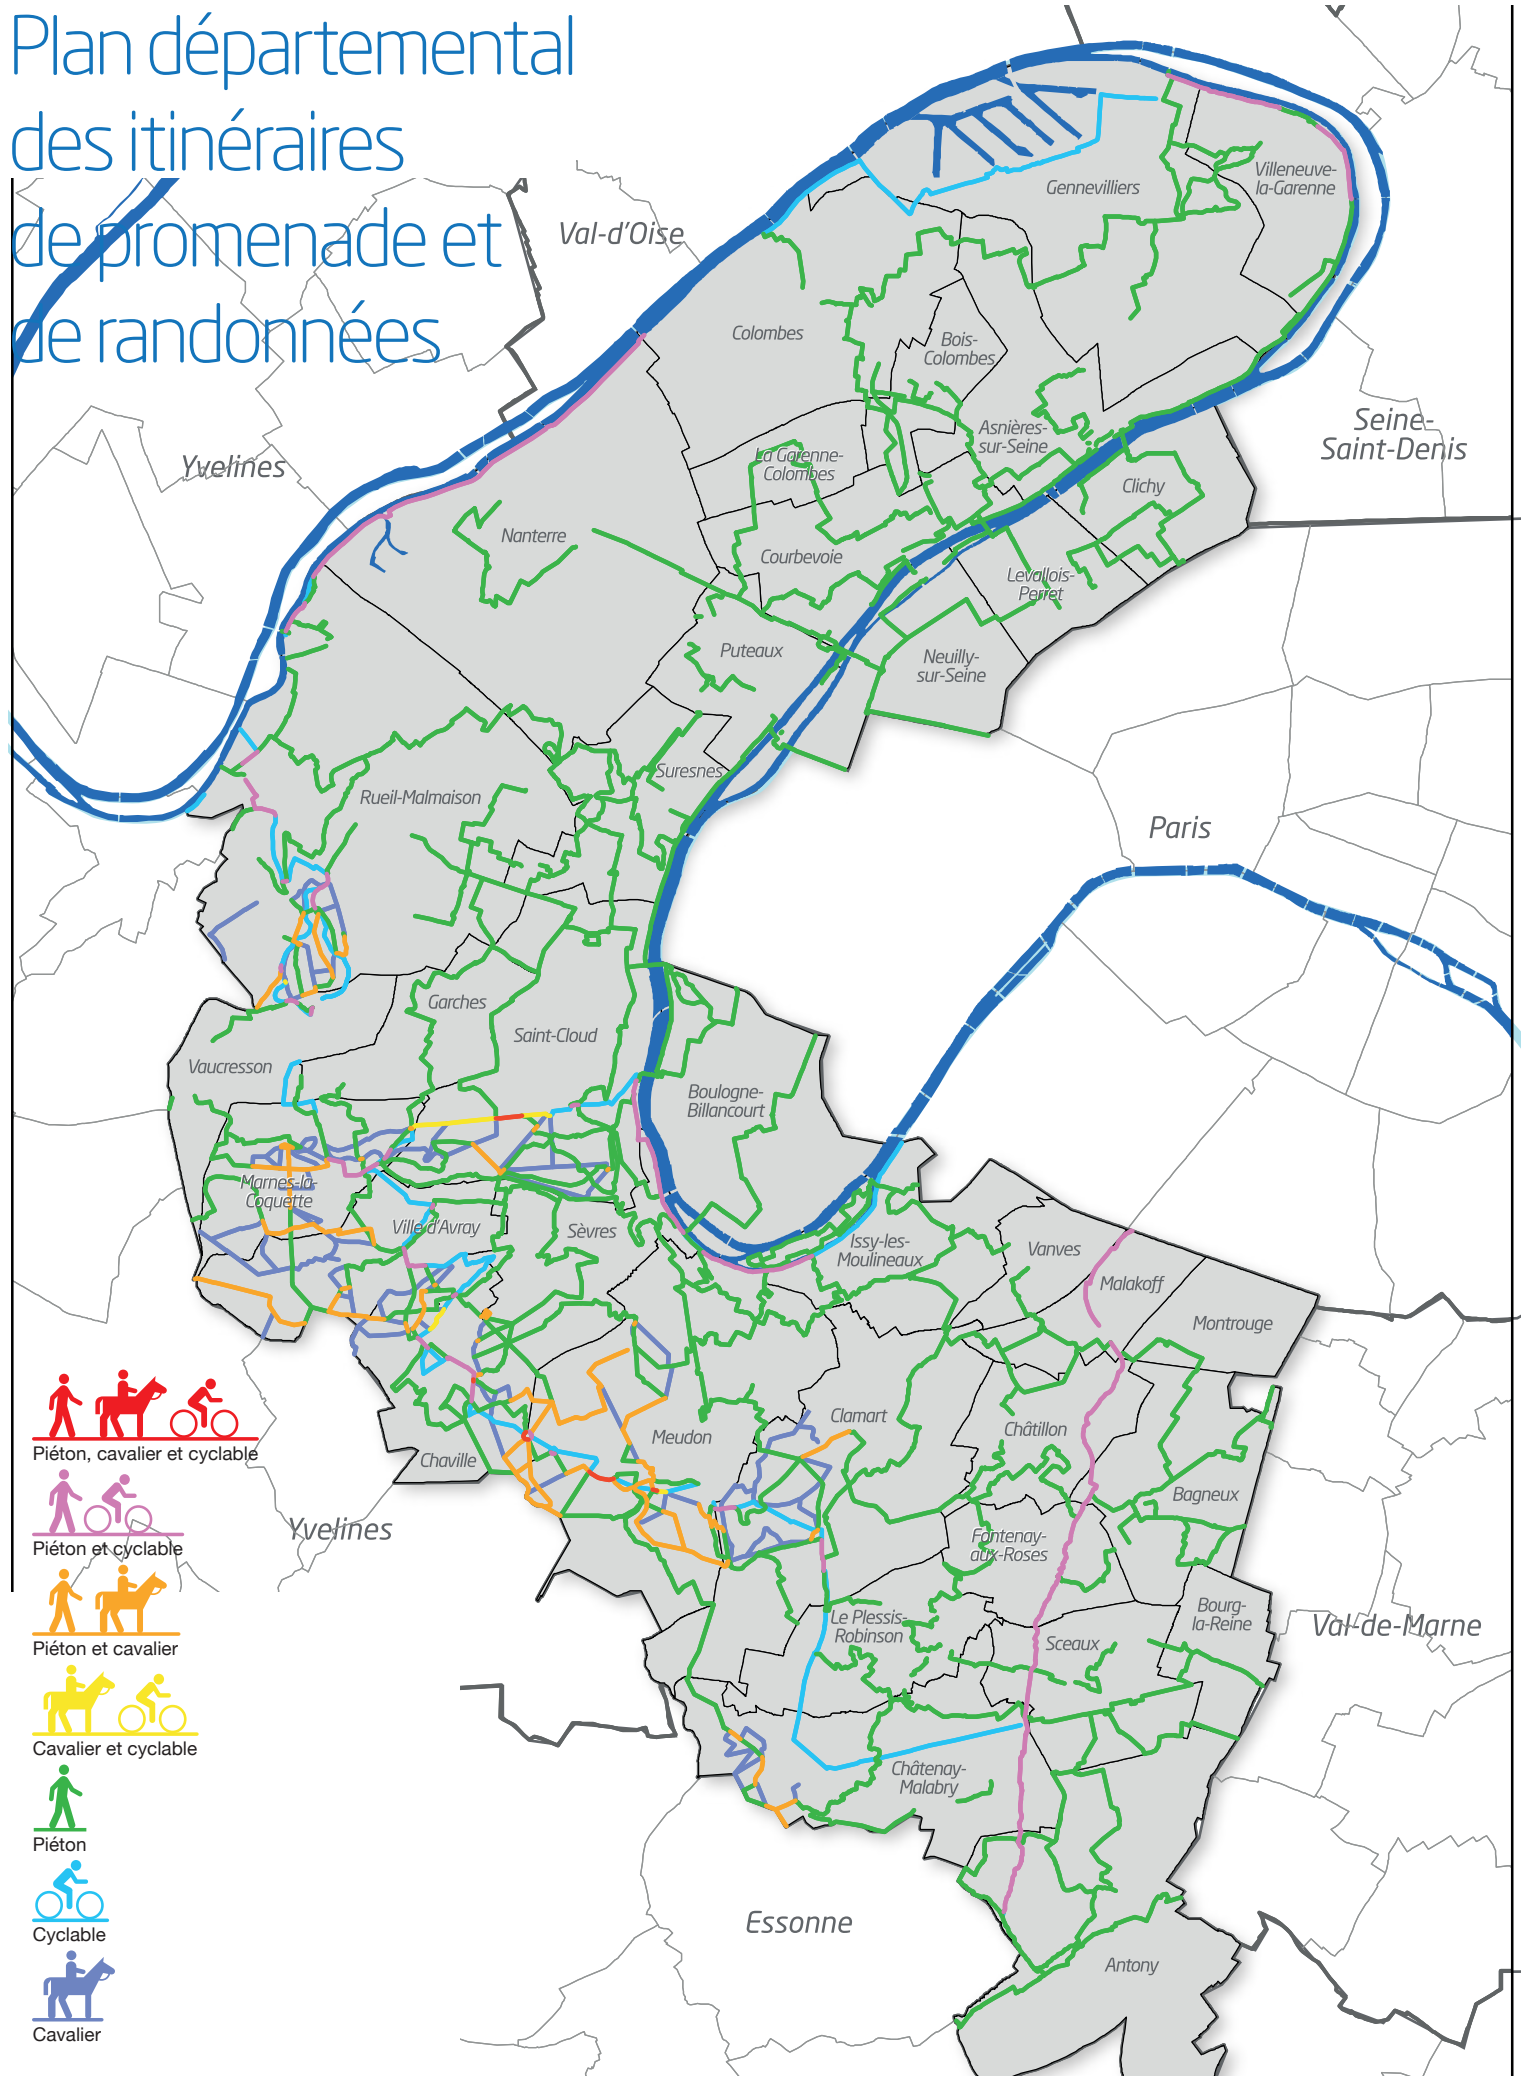 Plan départemental
des itinéraires
de promenade et
de randonnées
Val-d'Oise
Gennevilliers
Villeneuve-
la-Garenne
Colombes
Bois-
Colombes
Seine-
Saint-Denis
Asnières-
sur-Seine
Yvelines
La Garenne-
Colombes
Clichy
Nanterre
Courbevoie
Levallois-
Perret
Puteaux
Neuilly-
sur-Seine
Suresnes
Rueil-Malmaison
Paris
Garches
Saint-Cloud
Vaucresson
Boulogne-
Billancourt
Marnes-la-
Coquette
Ville d'Avray
Sèvres
Issy-les-
Moulineaux
Vanves
Malakoff
Montrouge
Clamart
Châtillon
Meudon
Chaville
Bagneux
Yvelines
Fontenay-
aux-Roses
Le Plessis-
Robinson
Bourg-
la-Reine
Sceaux
Val-de-Marne
Châtenay-
Malabry
Essonne
Antony
Piéton, cavalier et cyclable
Piéton et cyclable
Piéton et cavalier
Cavalier et cyclable
Piéton
Cyclable
Cavalier